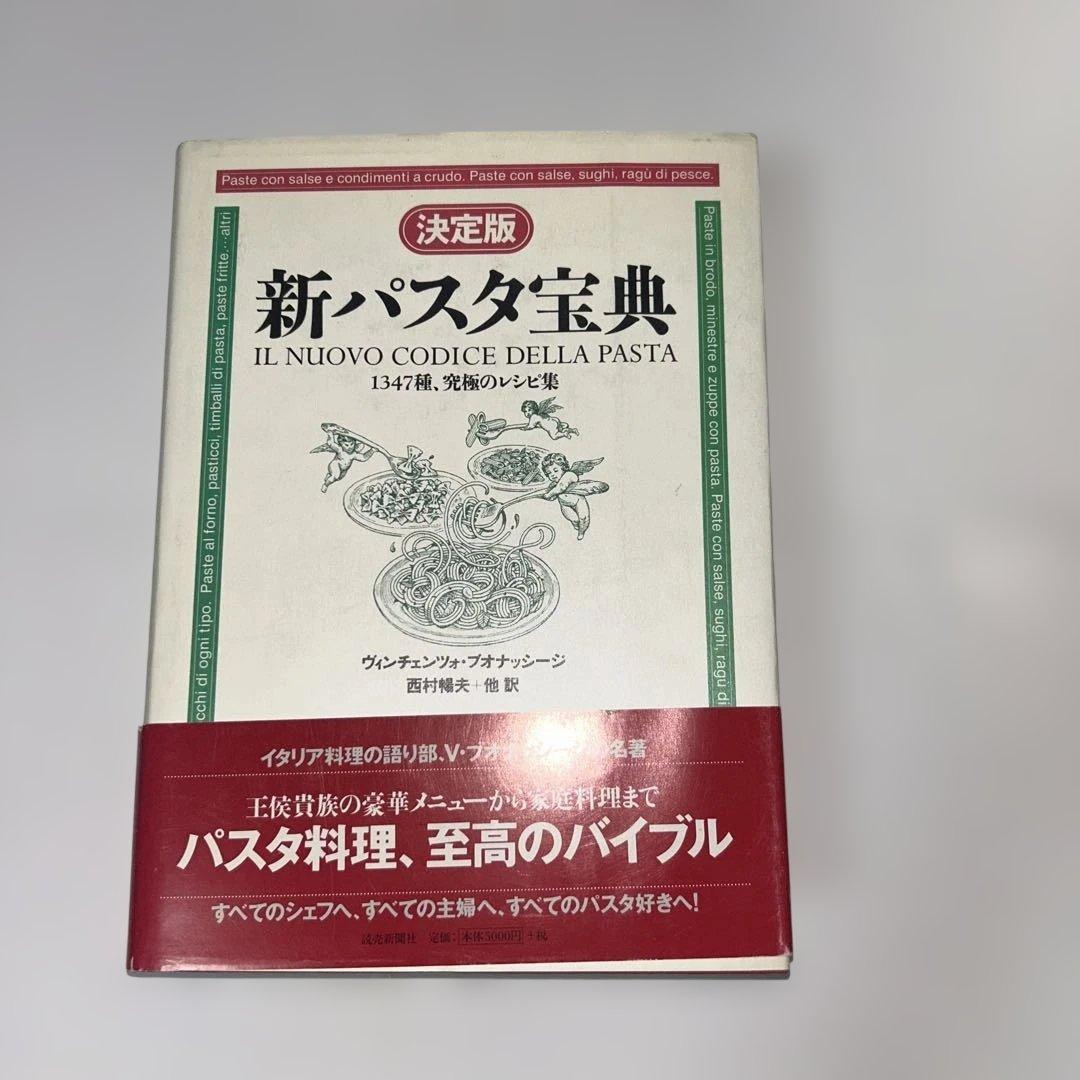 Paste con salse e condimenti a crudo. Paste con salse, sughi, ragù di pesce.
cchi di ogni tipo. Paste al forno, pasticci, timballi di pasta, paste fritte.…altri
Paste in brodo, minestre e zuppe con pasta. Paste con salse, sughi, ragù di
決定版
新パスタ宝典
IL NUOVO CODICE DELLA PASTA
1347種、究極のレシピ集
ヴィンチェンツォ・ブオナッシージ
西村暢夫+他 訳
イタリア料理の語り部、V・ブオナッシージの名著
王侯貴族の豪華メニューから家庭料理まで
パスタ料理、至高のバイブル
すべてのシェフへ、すべての主婦へ、すべてのパスタ好きへ!
読売新聞社 定価:本体5000円+税